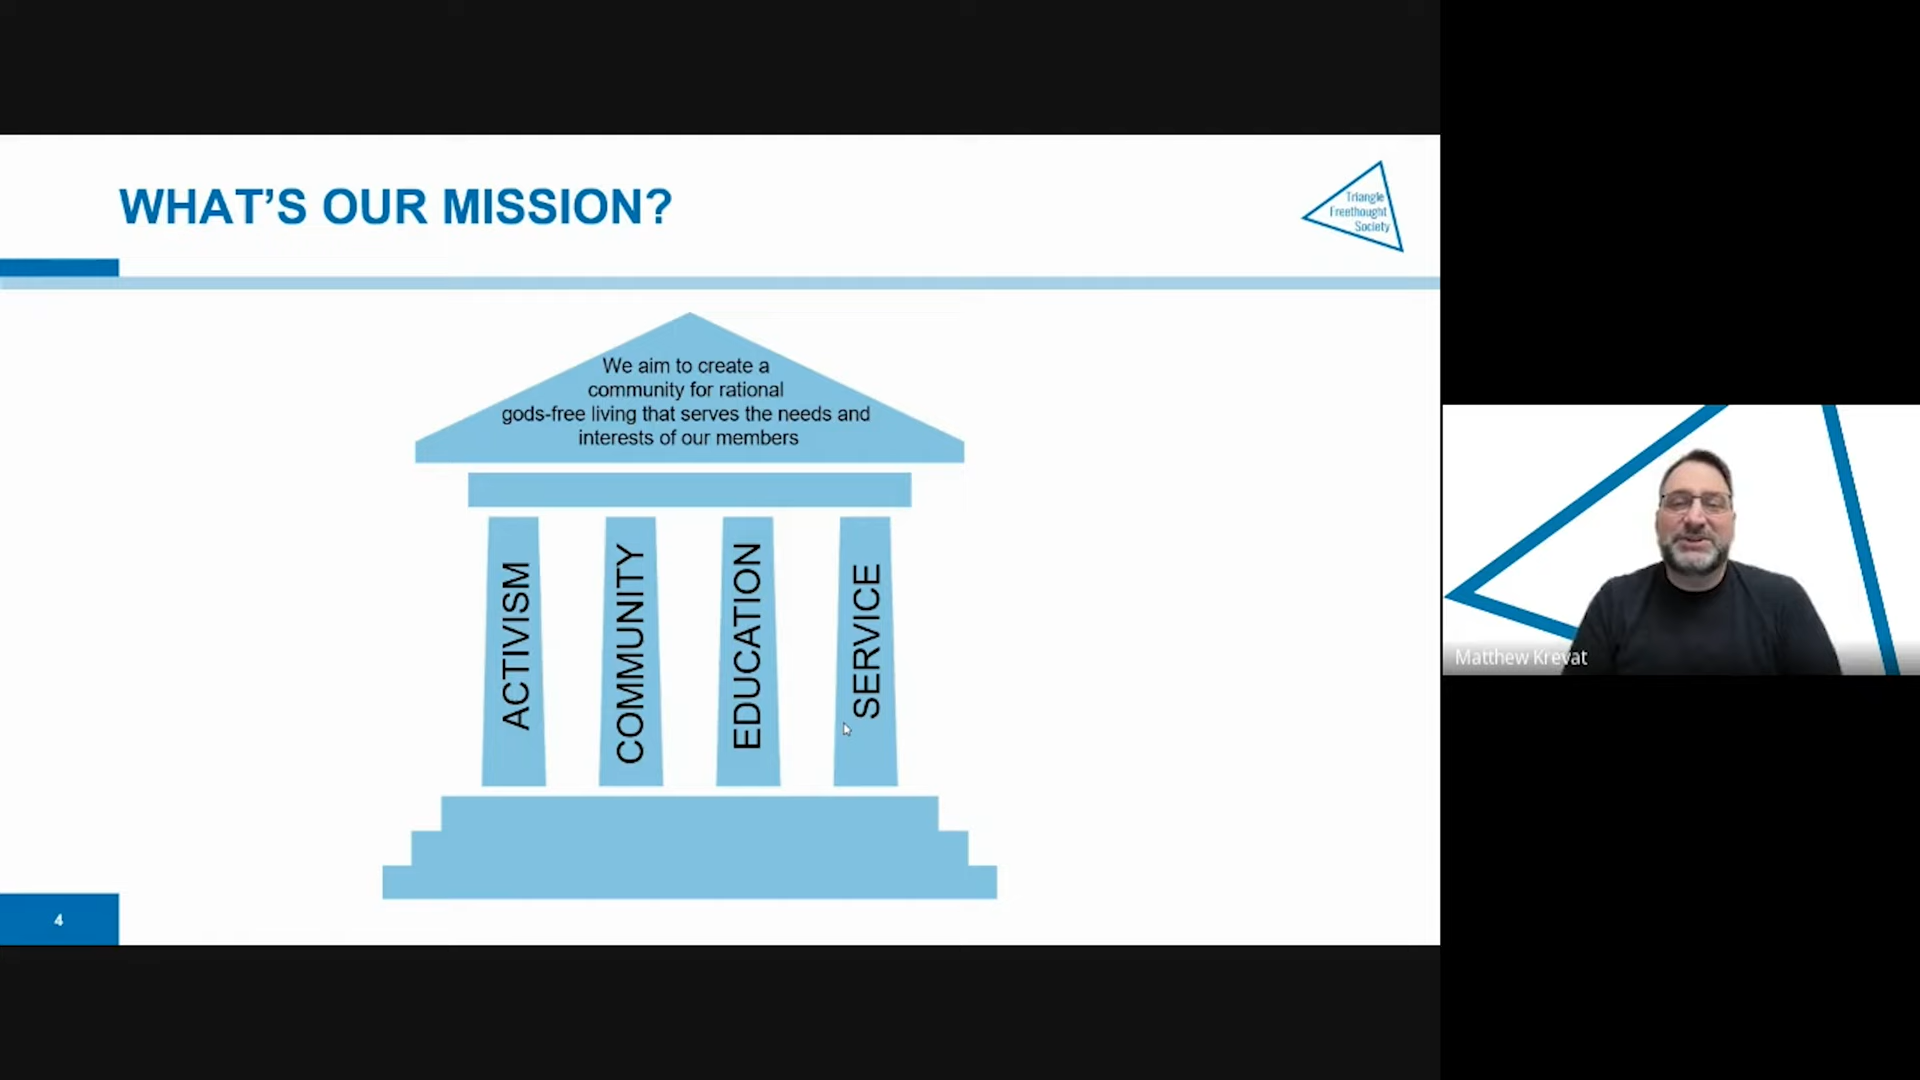 WHAT’S OUR MISSION?
Triangle
Freethought
Society
We aim to create a
community for rational
gods-free living that serves the needs and
interests of our members
ACTIVISM
COMMUNITY
EDUCATION
SERVICE
4
Matthew Krevat